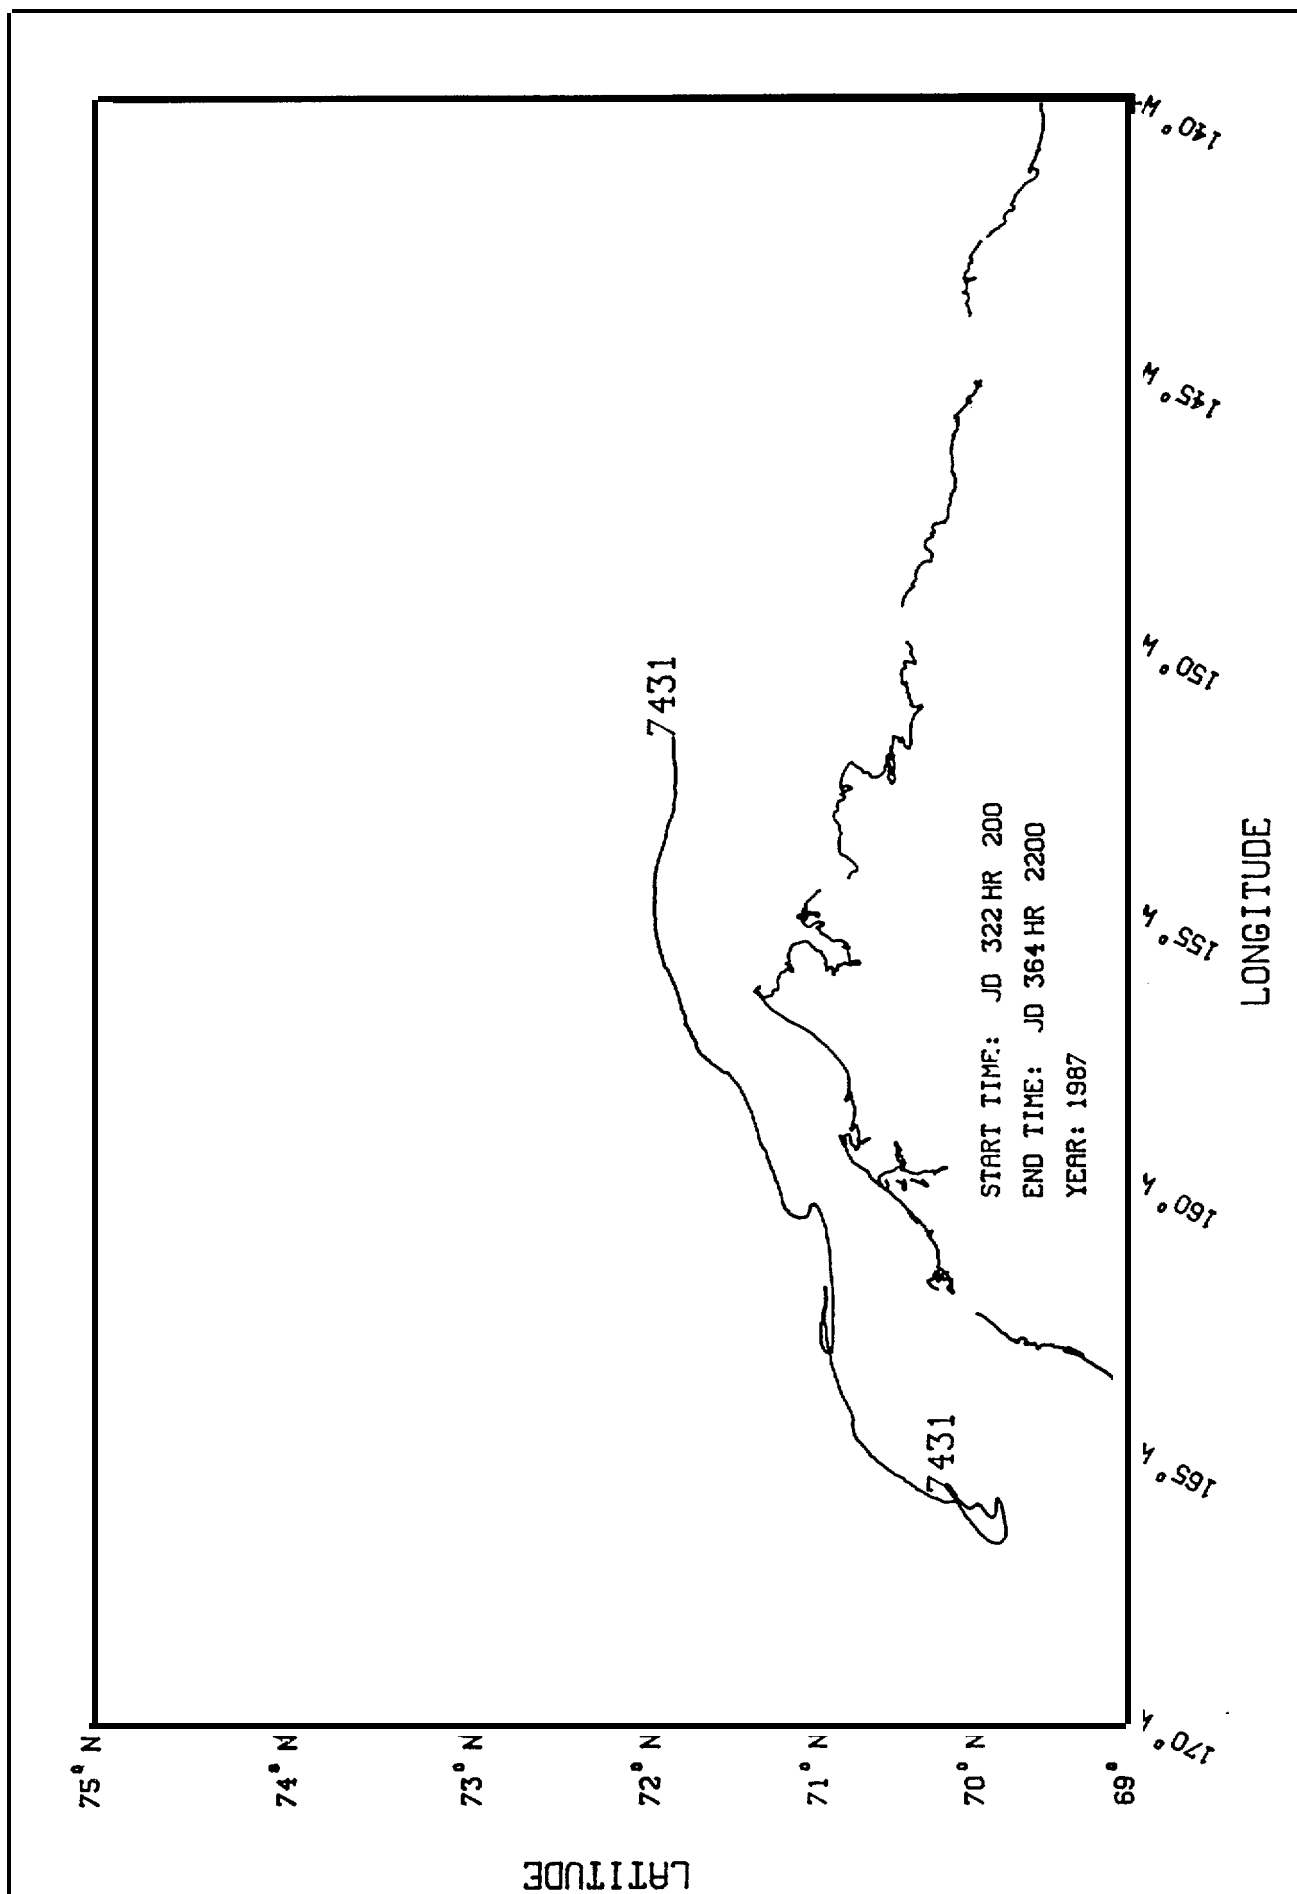 LATITUDE
75° N
74° N
73° N
72° N
71° N
70° N
69°
7431
7431
START TIME: JD 322 HR 200
END TIME: JD 364 HR 2200
YEAR: 1987
170° W
165° W
160° W
155° W
150° W
145° W
140° W
LONGITUDE